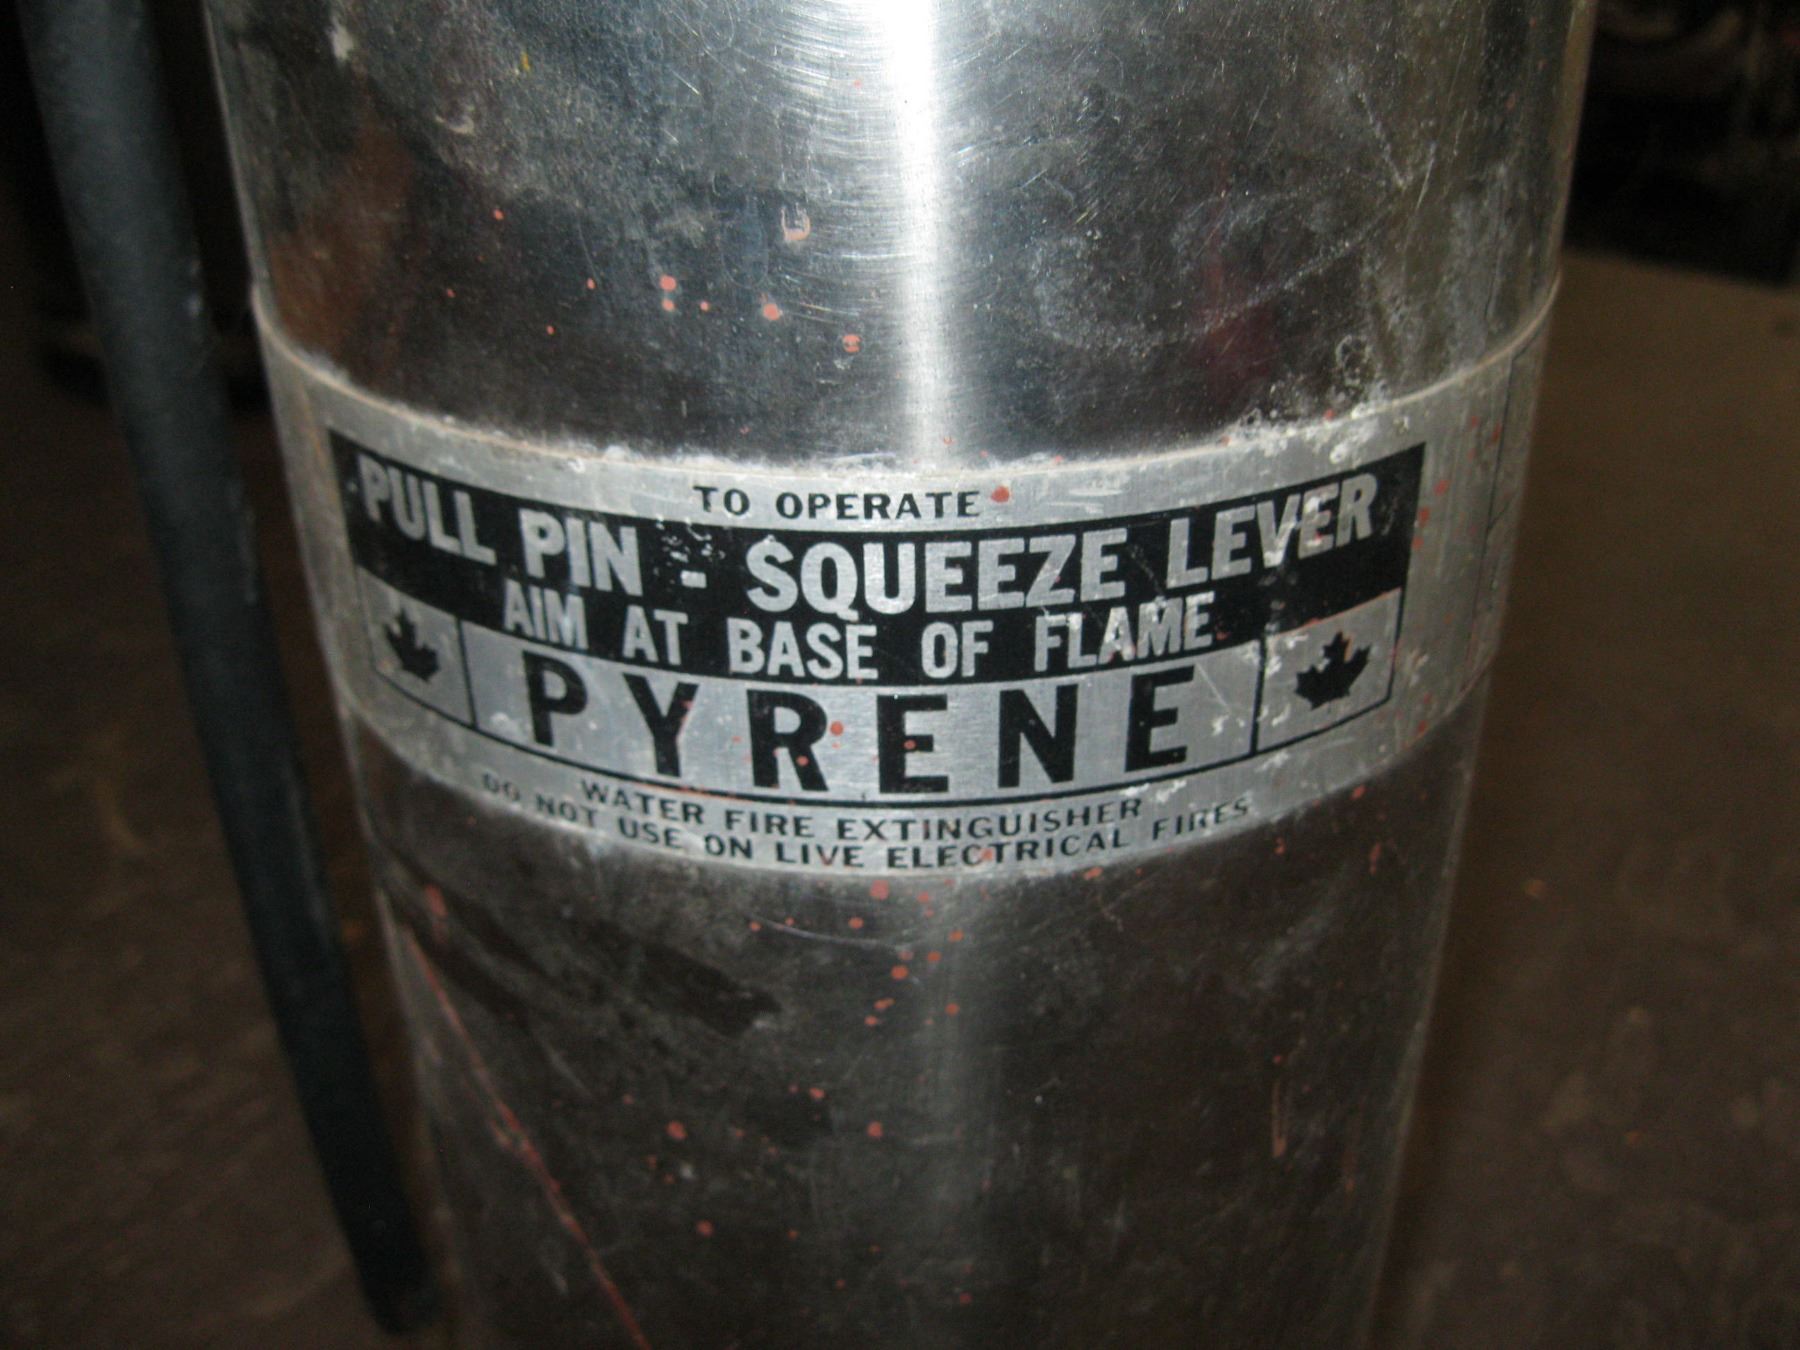 TO OPERATE
PULL PIN - SQUEEZE LEVER
AIM AT BASE OF FLAME
PYRENE
WATER FIRE EXTINGUISHER
DO NOT USE ON LIVE ELECTRICAL FIRES